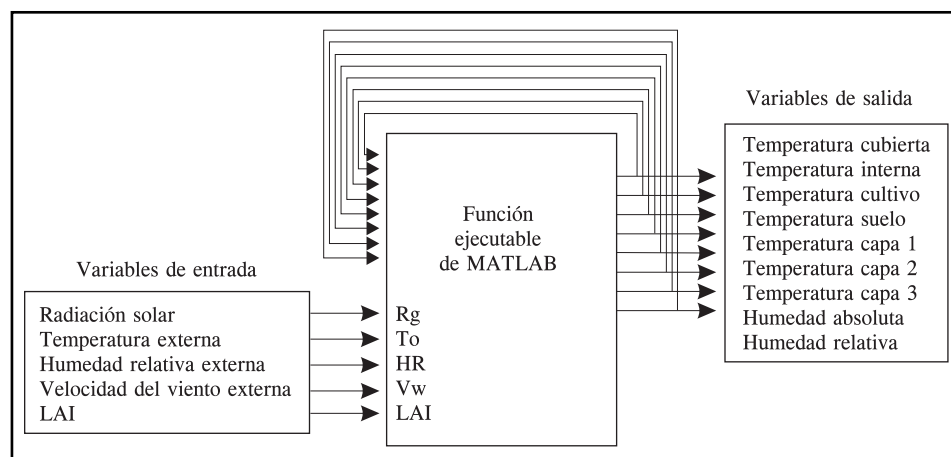 Variables de salida
Temperatura cubierta
Temperatura interna
Temperatura cultivo
Temperatura suelo
Temperatura capa 1
Temperatura capa 2
Temperatura capa 3
Humedad absoluta
Humedad relativa
Función
ejecutable
de MATLAB
Variables de entrada
Radiación solar
Temperatura externa
Humedad relativa externa
Velocidad del viento externa
LAI
Rg
To
HR
Vw
LAI